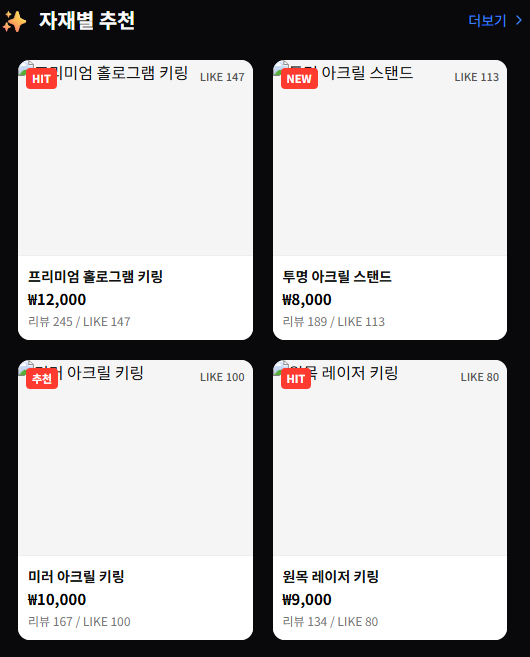 ✨ 자재별 추천
더보기 >
HIT
프리미엄 홀로그램 키링
LIKE 147
NEW
아크릴 스탠드
LIKE 113
프리미엄 홀로그램 키링
₩12,000
리뷰 245 / LIKE 147
투명 아크릴 스탠드
₩8,000
리뷰 189 / LIKE 113
추천
아크릴 키링
LIKE 100
HIT
레이저 키링
LIKE 80
미러 아크릴 키링
₩10,000
리뷰 167 / LIKE 100
원목 레이저 키링
₩9,000
리뷰 134 / LIKE 80